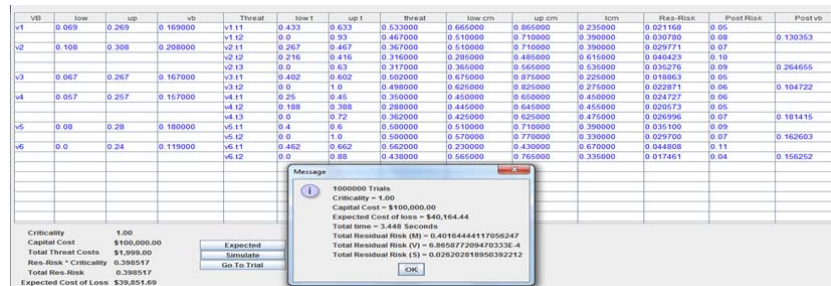 VB low up vb Threat low t up t threat low cm up cm lcm Res-Risk Post Risk Post vb
v1 0.069 0.269 0.169000 v1.t1 0.433 0.633 0.533000 0.665000 0.865000 0.235000 0.021168 0.05
v1.t2 0.0 0.93 0.467000 0.510000 0.710000 0.390000 0.030780 0.08 0.130353
v2 0.108 0.308 0.208000 v2.t1 0.267 0.467 0.367000 0.510000 0.710000 0.390000 0.029771 0.07
v2.t2 0.216 0.416 0.316000 0.285000 0.485000 0.615000 0.040423 0.10
v2.t3 0.0 0.63 0.317000 0.365000 0.565000 0.535000 0.035276 0.09 0.264655
v3 0.067 0.267 0.167000 v3.t1 0.402 0.602 0.502000 0.675000 0.875000 0.225000 0.018863 0.05
v3.t2 0.0 1.0 0.498000 0.625000 0.825000 0.275000 0.022871 0.06 0.104722
v4 0.057 0.257 0.157000 v4.t1 0.25 0.45 0.350000 0.450000 0.650000 0.450000 0.024727 0.06
v4.t2 0.188 0.388 0.288000 0.445000 0.645000 0.455000 0.020573 0.05
v4.t3 0.0 0.72 0.362000 0.425000 0.625000 0.475000 0.026996 0.07 0.181415
v5 0.08 0.28 0.180000 v5.t1 0.4 0.6 0.500000 0.510000 0.710000 0.390000 0.035100 0.09
v5.t2 0.0 1.0 0.500000 0.570000 0.770000 0.330000 0.029700 0.07 0.162603
v6 0.0 0.24 0.119000 v6.t1 0.462 0.662 0.562000 0.230000 0.430000 0.670000 0.044808 0.11
v6.t2 0.0 0.88 0.438000 0.565000 0.765000 0.335000 0.017461 0.04 0.156252
Message
1000000 Trials
Criticality = 1.00
Capital Cost = $100,000.00
Expected Cost of loss = $40,164.44
Total time = 3.448 Seconds
Total Residual Risk (M) = 0.40164444117056247
Total Residual Risk (V) = 6.865877209470333E-4
Total Residual Risk (S) = 0.026202818950392212
OK
Criticality 1.00
Capital Cost $100,000.00
Total Threat Costs $1,999.00
Res-Risk * Criticality 0.398517
Total Res-Risk 0.398517
Expected Cost of Loss $39,851.69
Expected
Simulate
Go To Trial